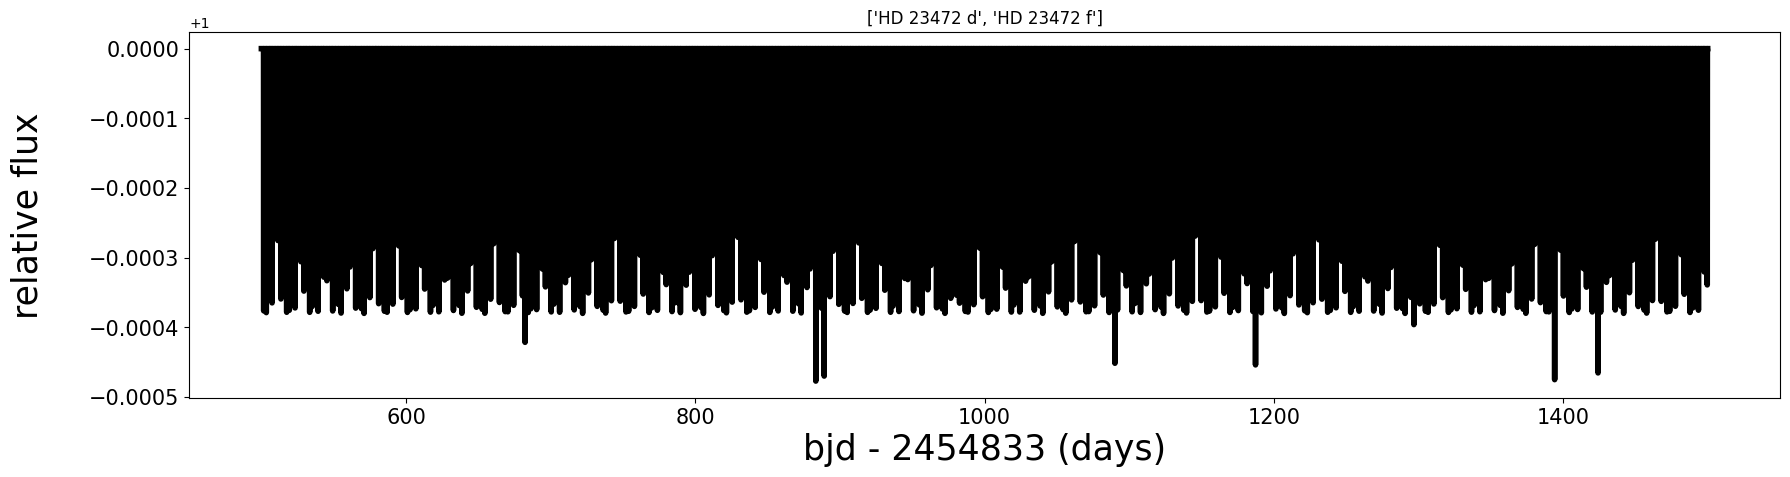 ['HD 23472 d', 'HD 23472 f']
+1
0.0000
−0.0001
−0.0002
−0.0003
−0.0004
−0.0005
relative flux
600 800 1000 1200 1400
bjd - 2454833 (days)